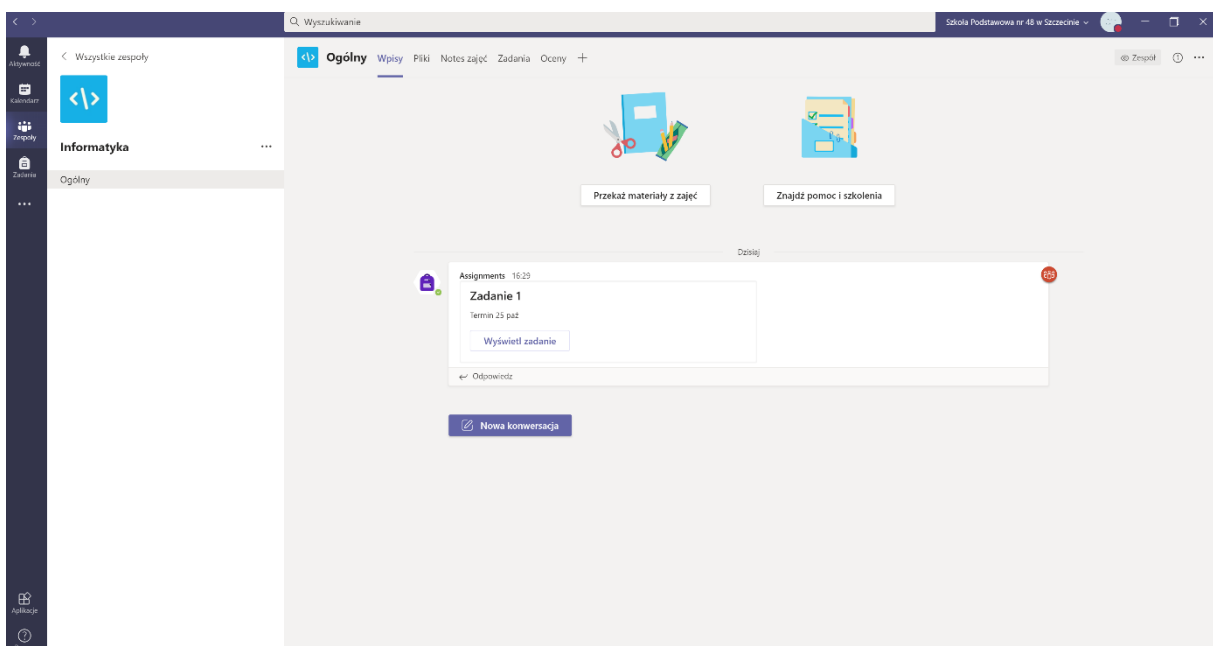 Wyszukiwanie
Szkoła Podstawowa nr 48 w Szczecinie
Aktywność
Kalendarz
Zespoły
Zadania
Aplikacje
Wszystkie zespoły
Informatyka
Ogólny
Ogólny Wpisy Pliki Notes zajęć Zadania Oceny
Zespół
Przekaż materiały z zajęć
Znajdź pomoc i szkolenia
Dzisiaj
Assignments 16:29
Zadanie 1
Termin 25 paź
Wyświetl zadanie
Odpowiedz
Nowa konwersacja